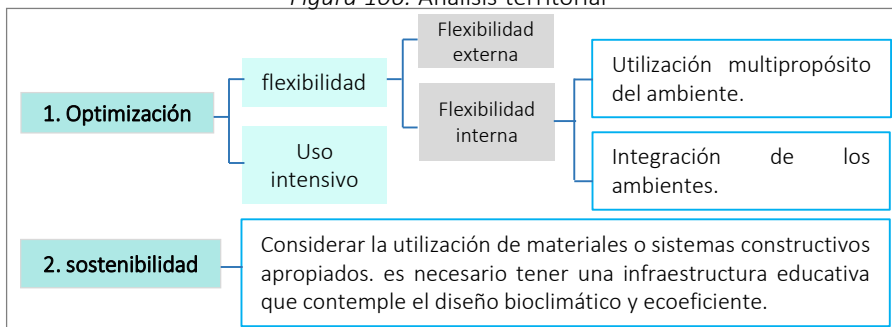 Figura 106. Análisis territorial
1. Optimización
flexibilidad
Uso
intensivo
Flexibilidad
externa
Flexibilidad
interna
Utilización multipropósito
del ambiente.
Integración de los
ambientes.
2. sostenibilidad
Considerar la utilización de materiales o sistemas constructivos
apropiados. es necesario tener una infraestructura educativa
que contemple el diseño bioclimático y ecoeficiente.